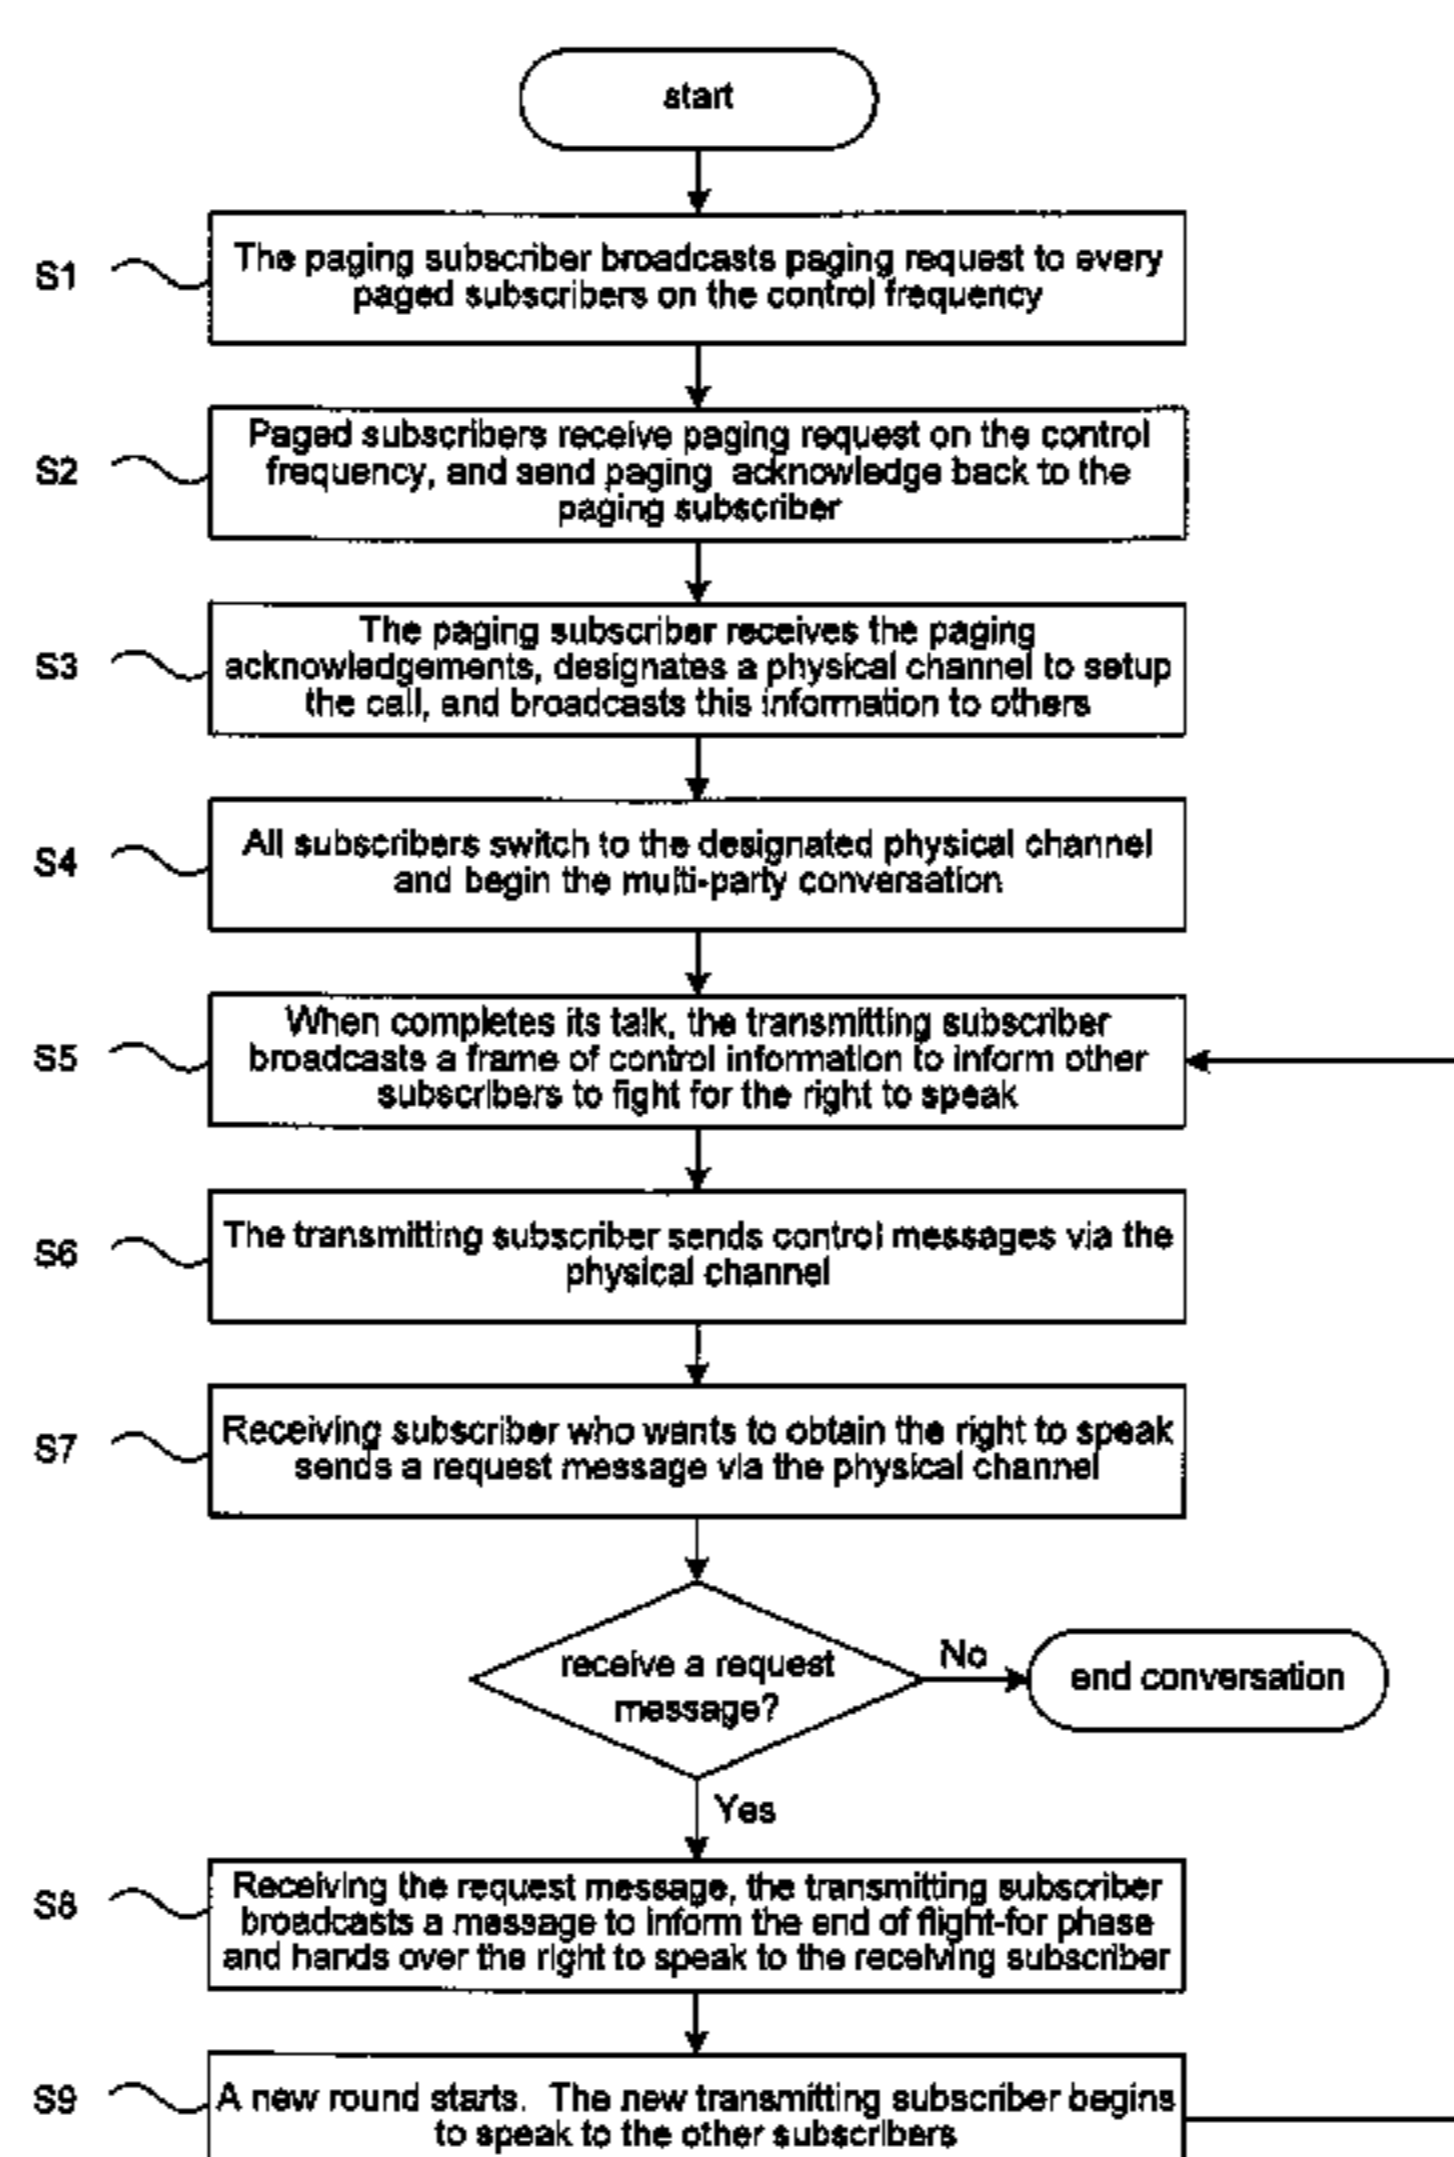 start
S1
The paging subscriber broadcasts paging request to every
paged subscribers on the control frequency
S2
Paged subscribers receive paging request on the control
frequency, and send paging acknowledge back to the
paging subscriber
S3
The paging subscriber receives the paging
acknowledgements, designates a physical channel to setup
the call, and broadcasts this information to others
S4
All subscribers switch to the designated physical channel
and begin the multi-party conversation
S5
When completes its talk, the transmitting subscriber
broadcasts a frame of control information to inform other
subscribers to fight for the right to speak
S6
The transmitting subscriber sends control messages via the
physical channel
S7
Receiving subscriber who wants to obtain the right to speak
sends a request message via the physical channel
receive a request
message?
No
end conversation
Yes
S8
Receiving the request message, the transmitting subscriber
broadcasts a message to inform the end of flight-for phase
and hands over the right to speak to the receiving subscriber
S9
A new round starts. The new transmitting subscriber begins
to speak to the other subscribers